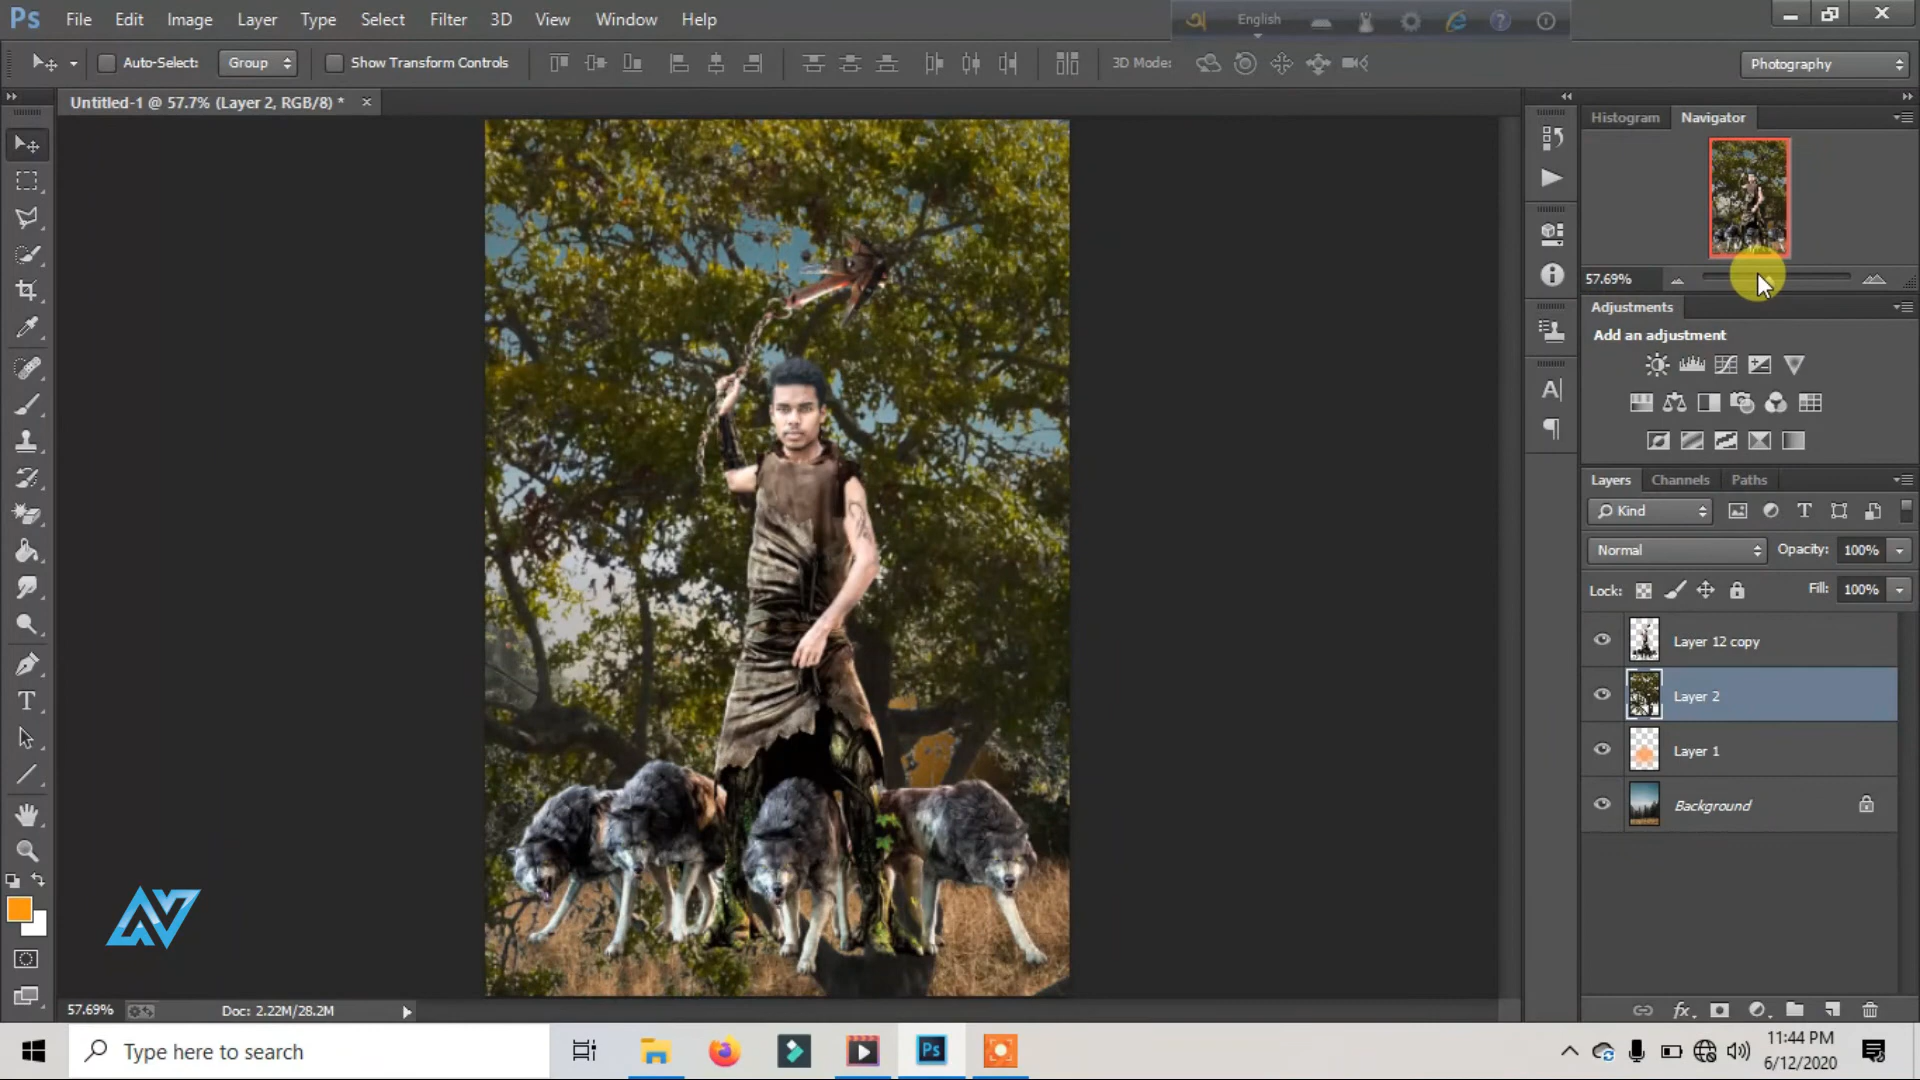 Ps File Edit Image Layer Type Select Filter 3D View Window Help
English
Auto-Select: Group Show Transform Controls 3D Mode: Photography
Untitled-1 @ 57.7% (Layer 2, RGB/8) *
Histogram Navigator
57.69%
Adjustments
Add an adjustment
Layers Channels Paths
Kind
Normal Opacity: 100%
Lock: Fill: 100%
Layer 12 copy
Layer 2
Layer 1
Background
57.69% Doc: 2.22M/28.2M
Type here to search
Ps
11:44 PM
6/12/2020